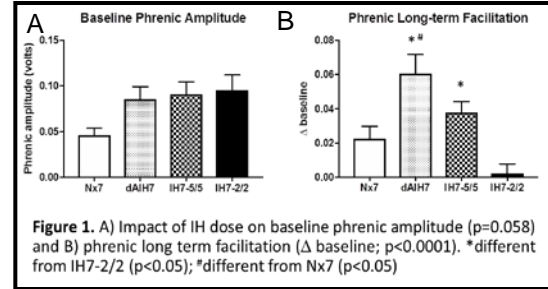 A
Baseline Phrenic Amplitude
Phrenic amplitude (volts)
0.15
0.10
0.05
0.00
Nx7 dAIH7 IH7-5/5 IH7-2/2
B
Phrenic Long-term Facilitation
Δ baseline
0.08
0.06
0.04
0.02
0.00
*#
*
Nx7 dAIH7 IH7-5/5 IH7-2/2
Figure 1. A) Impact of IH dose on baseline phrenic amplitude (p=0.058)
and B) phrenic long term facilitation (Δ baseline; p<0.0001). *different
from IH7-2/2 (p<0.05); #different from Nx7 (p<0.05)